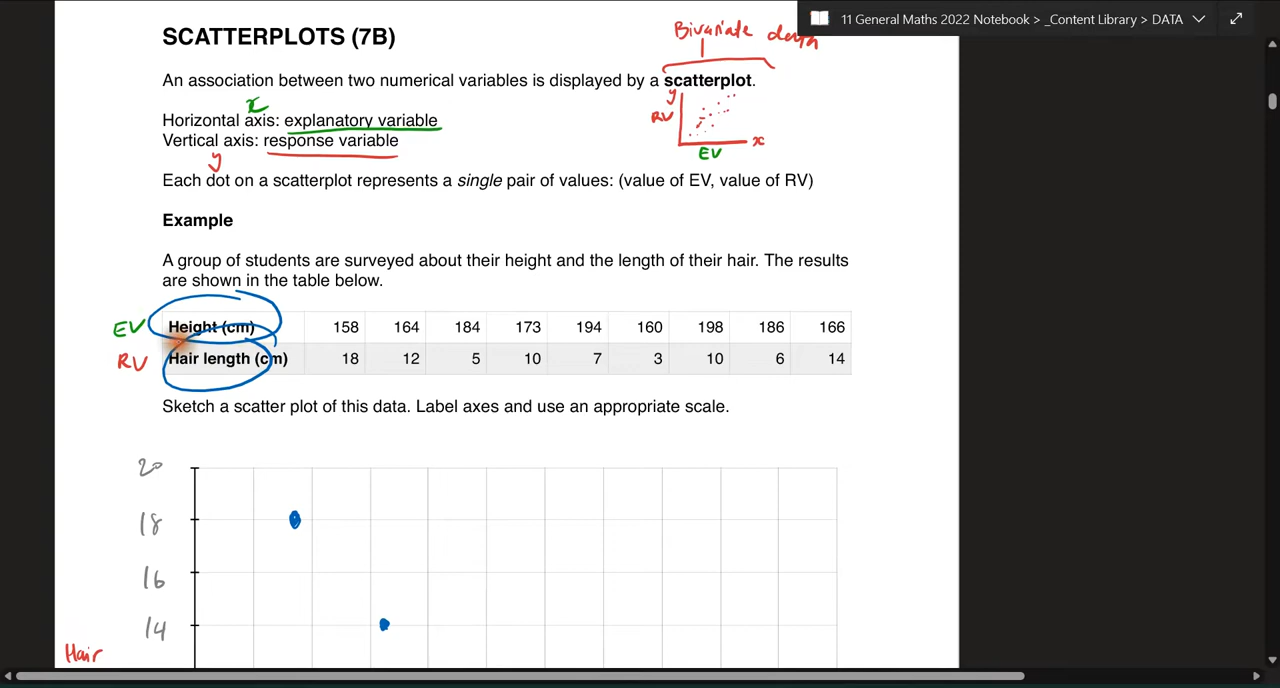 11 General Maths 2022 Notebook > _Content Library > DATA
SCATTERPLOTS (7B)
Bivariate data
An association between two numerical variables is displayed by a scatterplot.
y
RV
EV
x
x
Horizontal axis: explanatory variable
Vertical axis: response variable
y
Each dot on a scatterplot represents a single pair of values: (value of EV, value of RV)
Example
A group of students are surveyed about their height and the length of their hair. The results
are shown in the table below.
EV Height (cm) 158 164 184 173 194 160 198 186 166
RV Hair length (cm) 18 12 5 10 7 3 10 6 14
Sketch a scatter plot of this data. Label axes and use an appropriate scale.
20
18
16
14
Hair